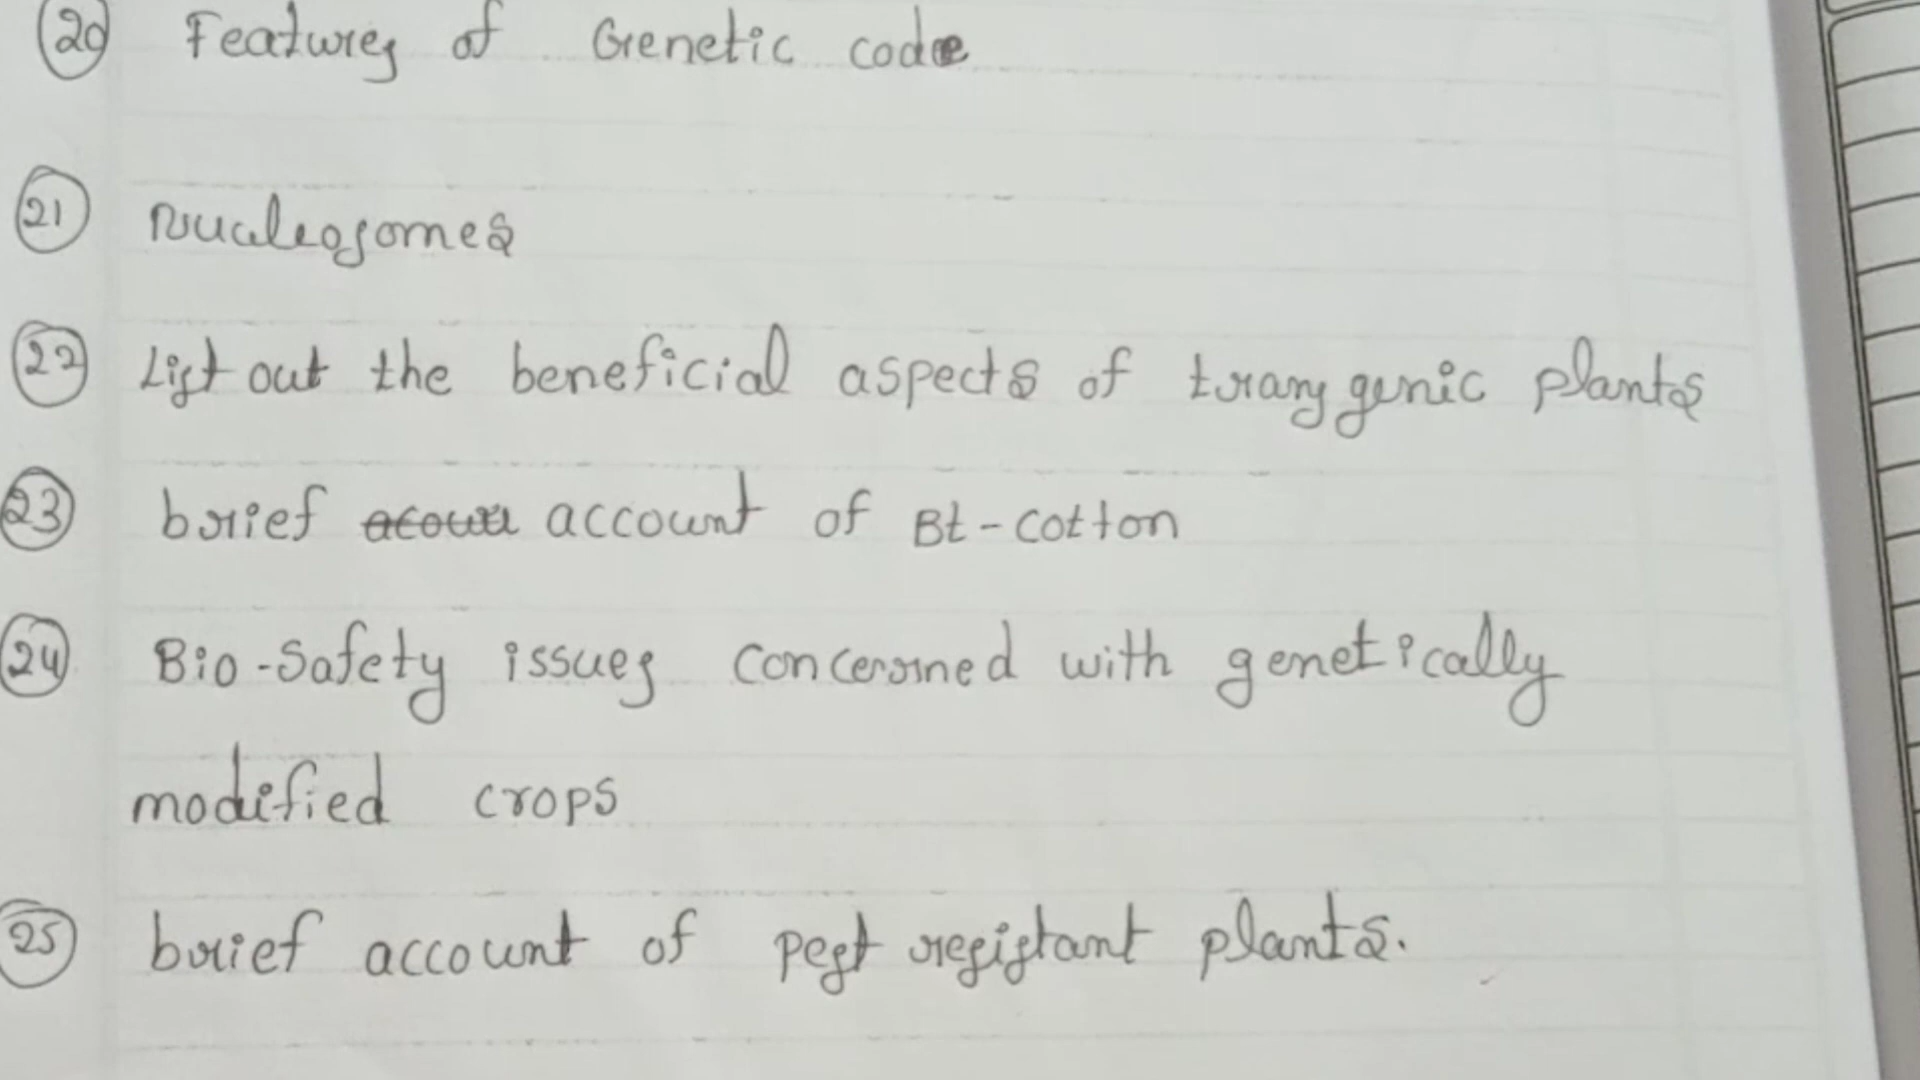 20 Features of Genetic code
21 Nucleosomes
22 List out the beneficial aspects of transgenic plants
23 brief acoun account of Bt-cotton
24 Bio-Safety issues concerned with genetically
modified crops
25 brief account of pest resistant plants.